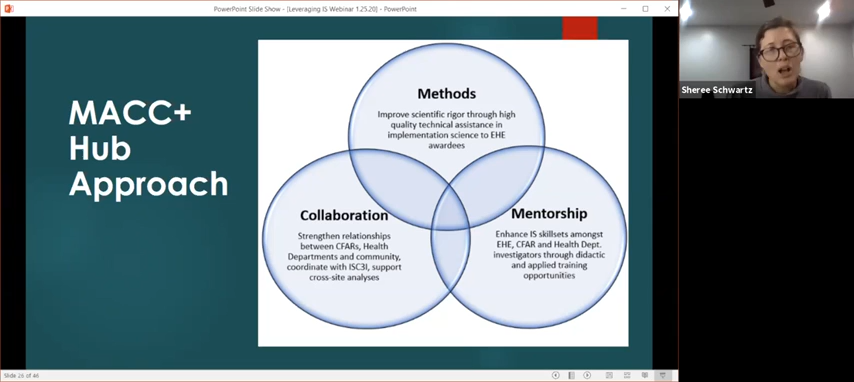 PowerPoint Slide Show - [Leveraging IS Webinar 1.25.20] - PowerPoint
MACC+
Hub
Approach
Methods
Improve scientific rigor through high
quality technical assistance in
implementation science to EHE
awardees
Collaboration
Strengthen relationships
between CFARs, Health
Departments and community,
coordinate with ISC3I, support
cross-site analyses
Mentorship
Enhance IS skillsets amongst
EHE, CFAR and Health Dept.
investigators through didactic
and applied training
opportunities
Sheree Schwartz
Slide 26 of 46